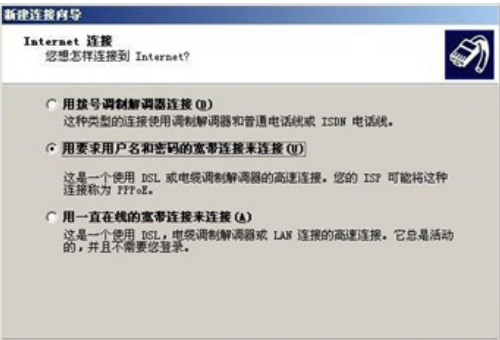 新建连接向导
Internet 连接
您想怎样连接到 Internet?
用拔号调制解调器连接(D)
这种类型的连接使用调制解调器和普通电话线或 ISDN 电话线。
用要求用户名和密码的宽带连接来连接(U)
这是一个使用 DSL 或电缆调制解调器的高速连接。您的 ISP 可能将这种
连接称为 PPPoE。
用一直在线的宽带连接来连接(A)
这是一个使用 DSL，电缆调制解调器或 LAN 连接的高速连接。它总是活动
的，并且不需要您登录。